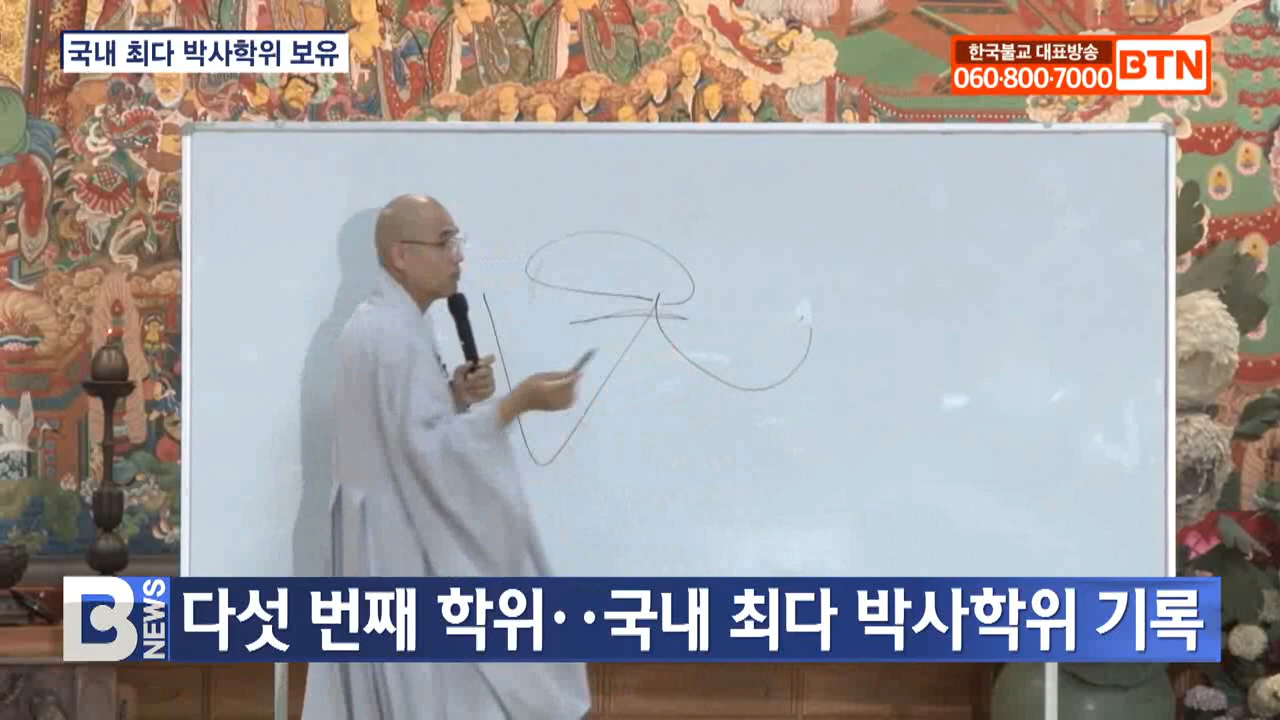 국내 최다 박사학위 보유
한국불교 대표방송
060·800·7000
BTN
B NEWS
다섯 번째 학위··국내 최다 박사학위 기록